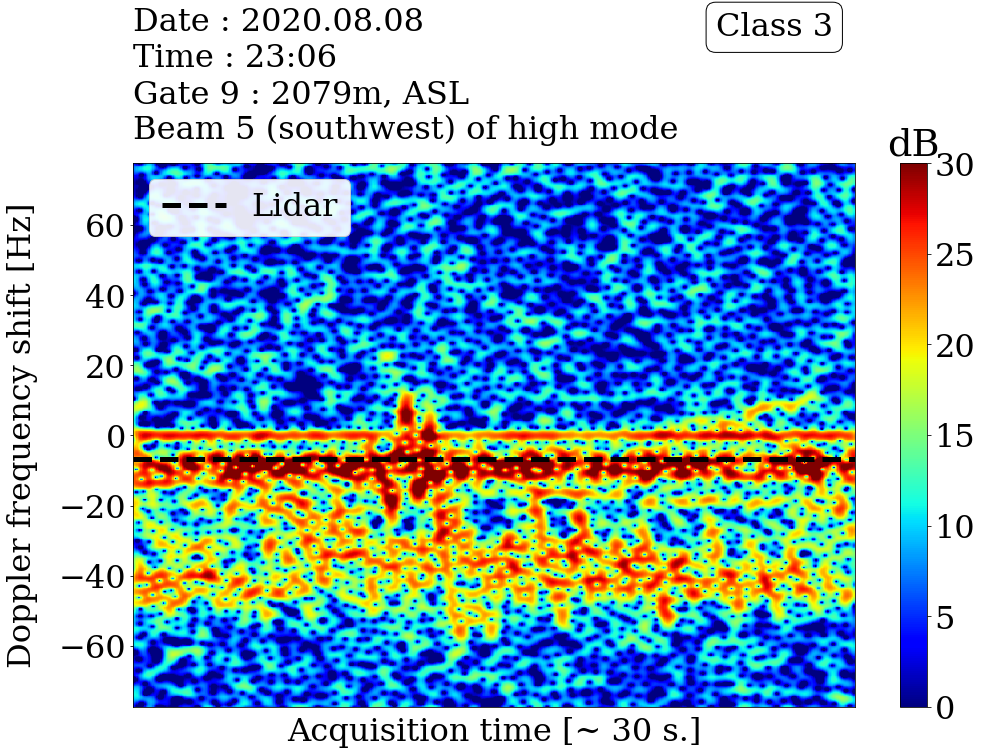 Date : 2020.08.08
Time : 23:06
Gate 9 : 2079m, ASL
Beam 5 (southwest) of high mode
Class 3
dB
Lidar
Doppler frequency shift [Hz]
60
40
20
0
−20
−40
−60
30
25
20
15
10
5
0
Acquisition time [~ 30 s.]